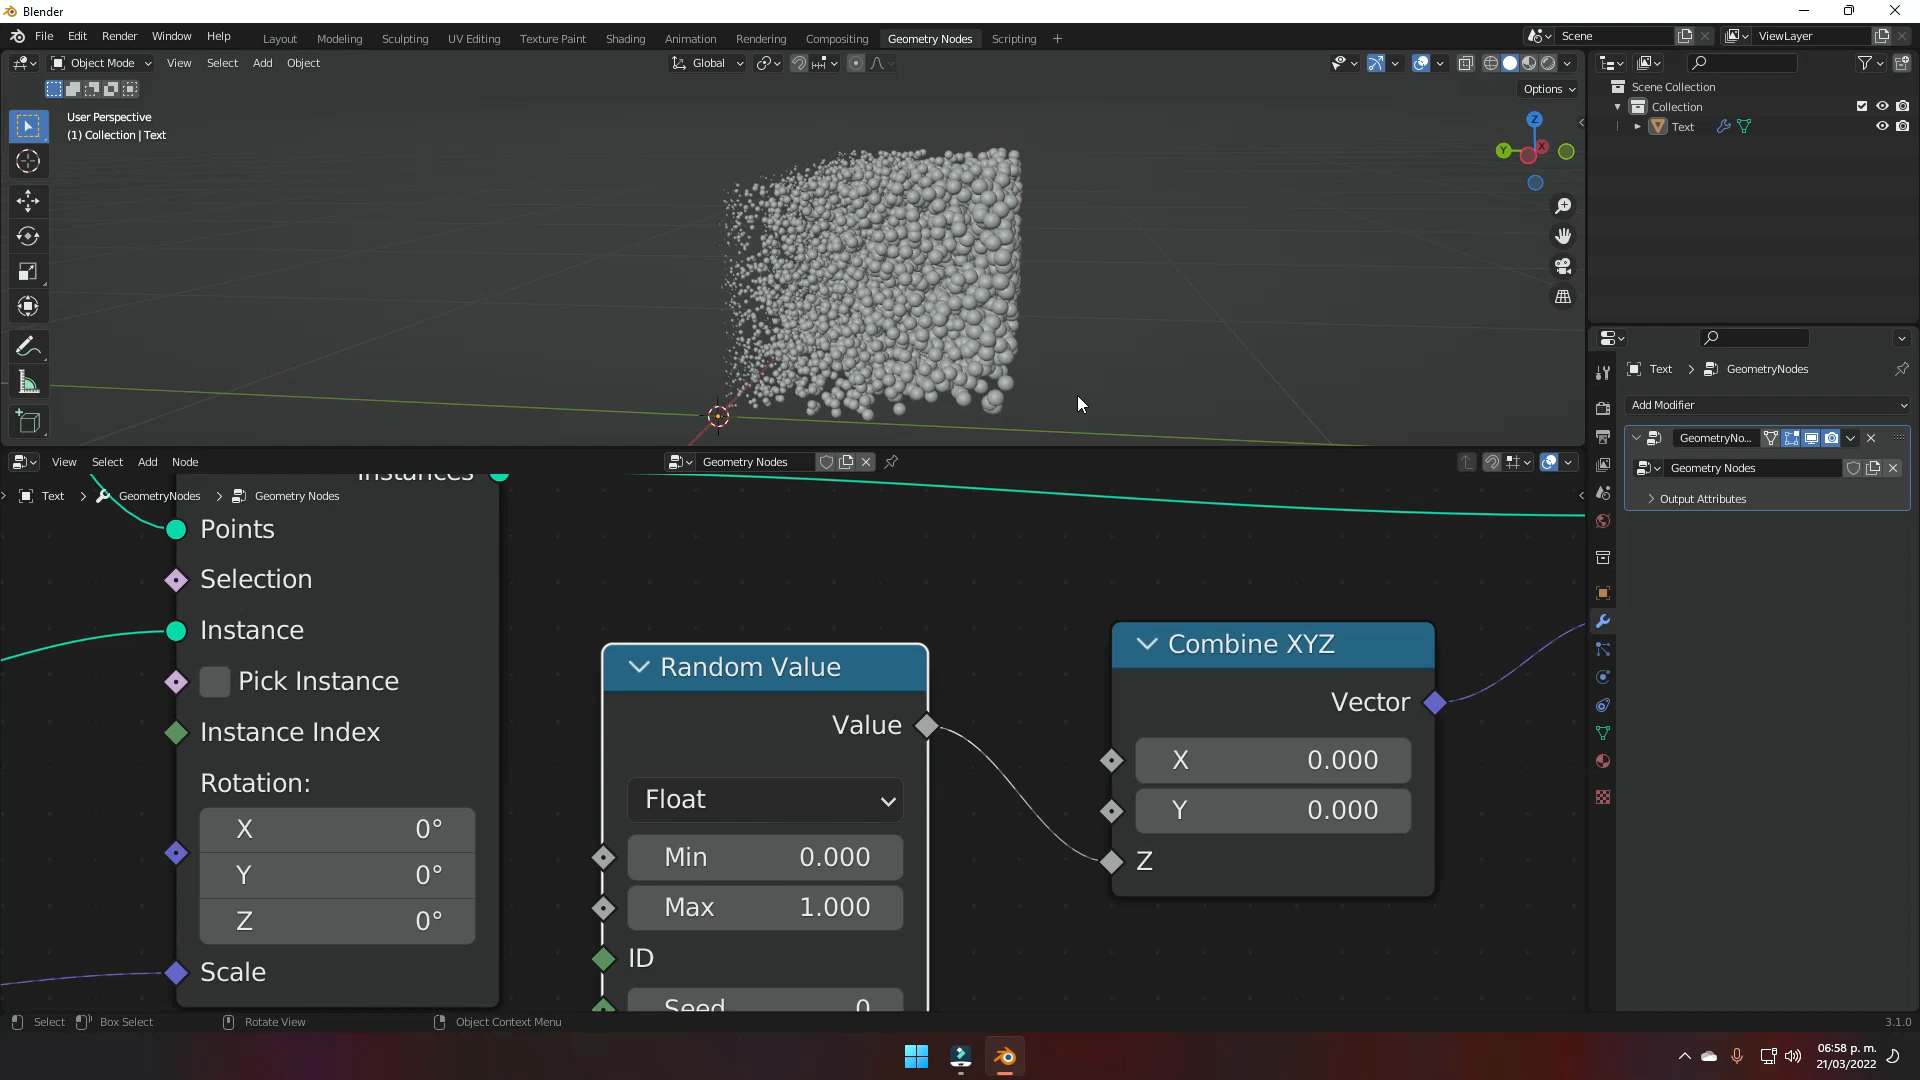 Blender
File Edit Render Window Help
Layout Modeling Sculpting UV Editing Texture Paint Shading Animation Rendering Compositing Geometry Nodes Scripting +
Scene
ViewLayer
Object Mode View Select Add Object
Global
Options
User Perspective
(1) Collection | Text
Z
Y
X
Scene Collection
Collection
Text
Text > GeometryNodes
Add Modifier
GeometryNo...
Geometry Nodes
Output Attributes
View Select Add Node
Geometry Nodes
Text > GeometryNodes > Geometry Nodes
Instances
Points
Selection
Instance
Pick Instance
Instance Index
Rotation:
X 0°
Y 0°
Z 0°
Scale
Random Value
Value
Float
Min 0.000
Max 1.000
ID
Seed 0
Combine XYZ
Vector
X 0.000
Y 0.000
Z
Select Box Select Rotate View Object Context Menu
3.1.0
06:58 p. m.
21/03/2022